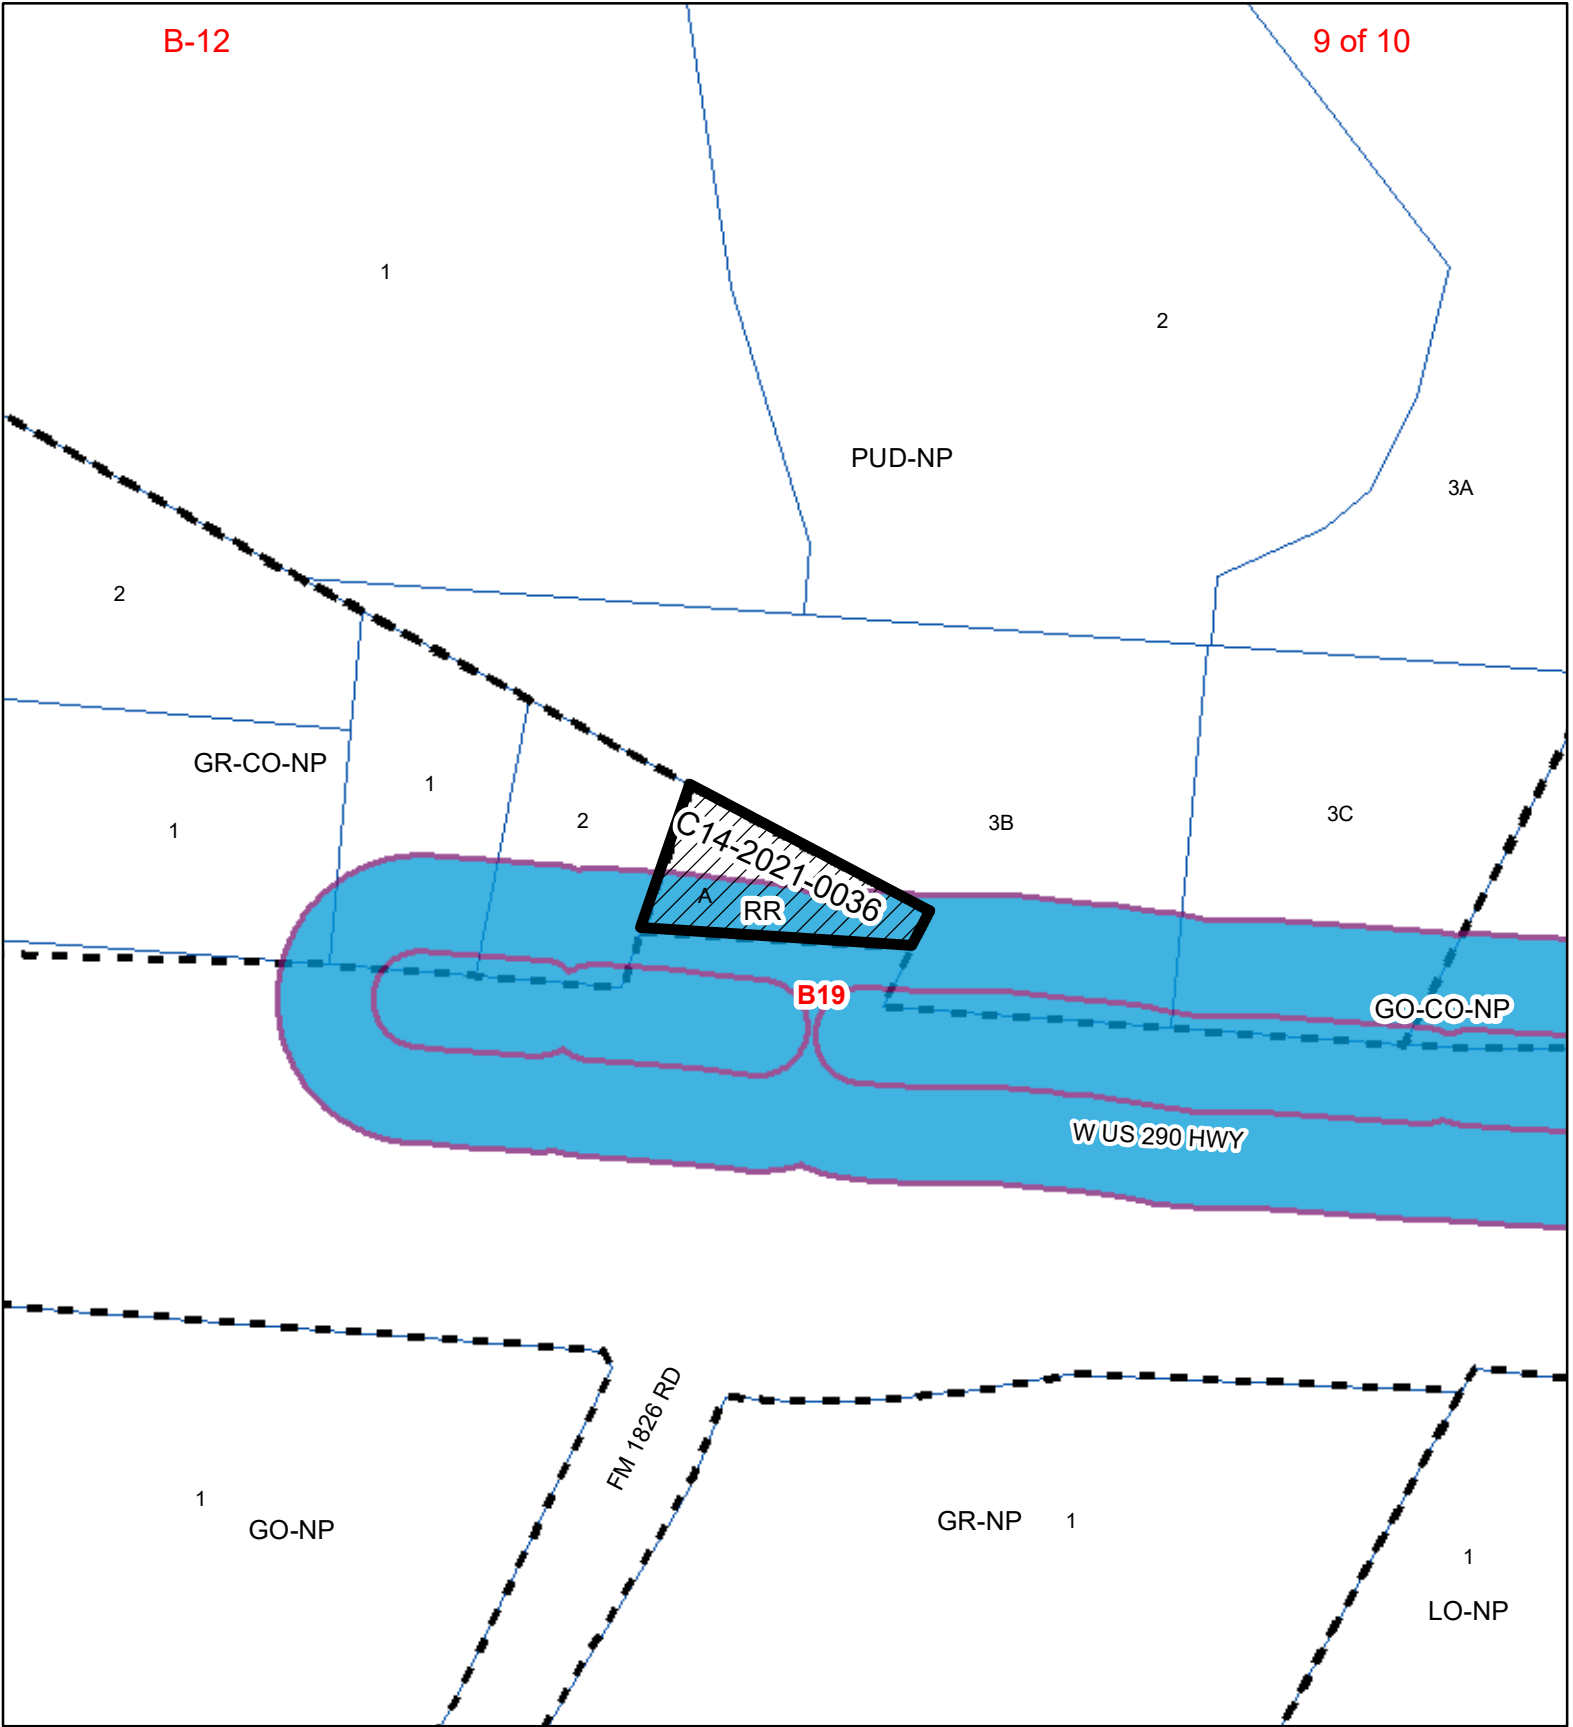 B-12
9 of 10
1
2
PUD-NP
3A
2
GR-CO-NP
1
1
2
3B
3C
C14-2021-0036
A
RR
B19
GO-CO-NP
W US 290 HWY
FM 1826 RD
1
GO-NP
GR-NP
1
1
LO-NP